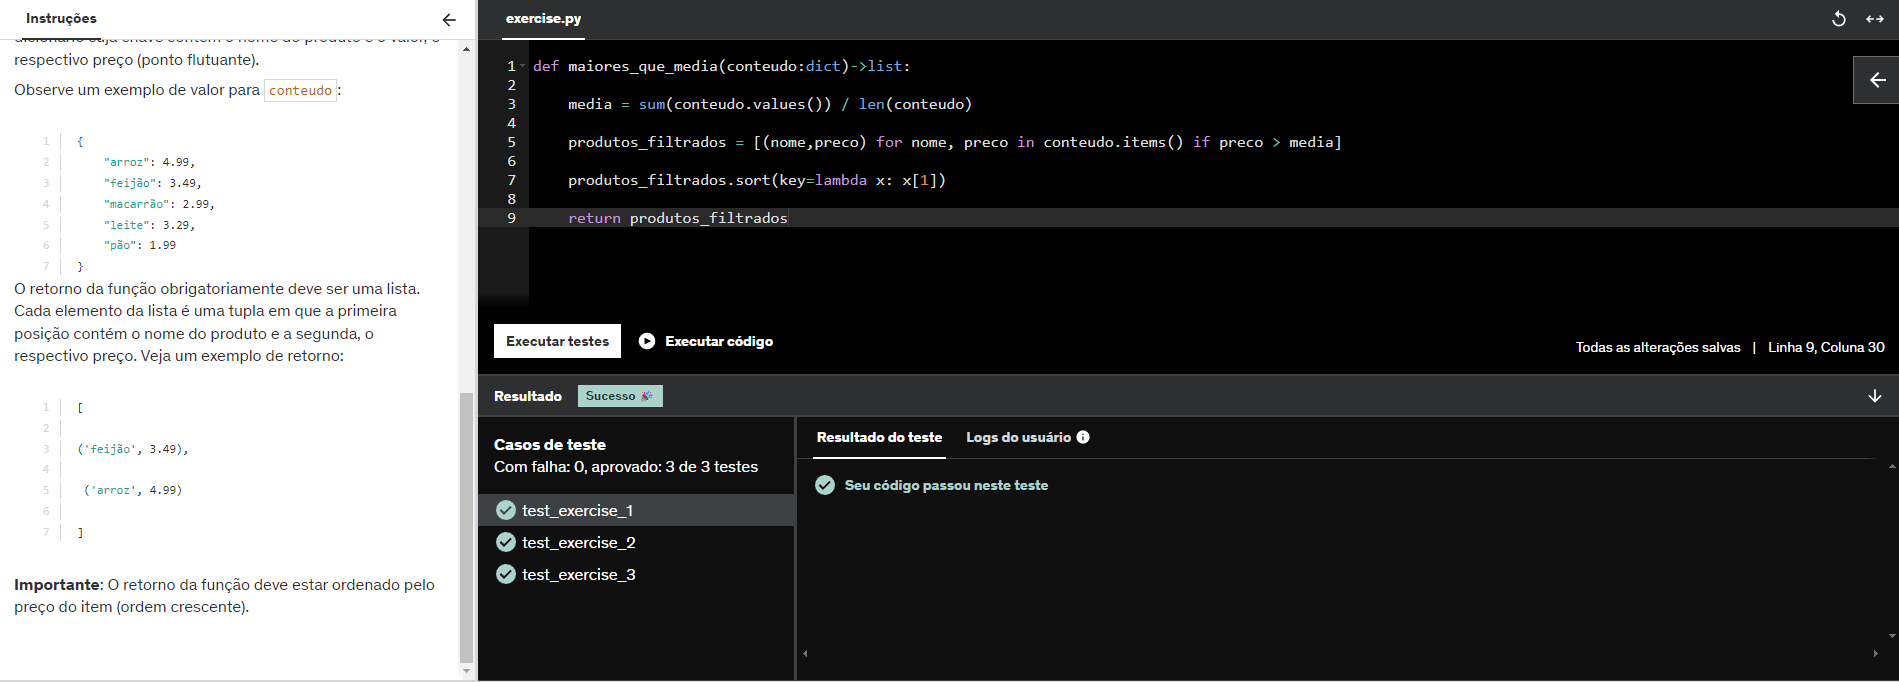 Instruções
respectivo preço (ponto flutuante).
Observe um exemplo de valor para conteudo:
1 {
2 "arroz": 4.99,
3 "feijão": 3.49,
4 "macarrão": 2.99,
5 "leite": 3.29,
6 "pão": 1.99
7 }
O retorno da função obrigatoriamente deve ser uma lista.
Cada elemento da lista é uma tupla em que a primeira
posição contém o nome do produto e a segunda, o
respectivo preço. Veja um exemplo de retorno:
1 [
2
3 ('feijão', 3.49),
4
5 ('arroz', 4.99)
6
7 ]
Importante: O retorno da função deve estar ordenado pelo
preço do item (ordem crescente).
exercise.py
1 def maiores_que_media(conteudo:dict)->list:
2
3 media = sum(conteudo.values()) / len(conteudo)
4
5 produtos_filtrados = [(nome,preco) for nome, preco in conteudo.items() if preco > media]
6
7 produtos_filtrados.sort(key=lambda x: x[1])
8
9 return produtos_filtrados
Executar testes
Executar código
Todas as alterações salvas | Linha 9, Coluna 30
Resultado
Sucesso 🎉
Casos de teste
Com falha: 0, aprovado: 3 de 3 testes
test_exercise_1
test_exercise_2
test_exercise_3
Resultado do teste
Logs do usuário
Seu código passou neste teste